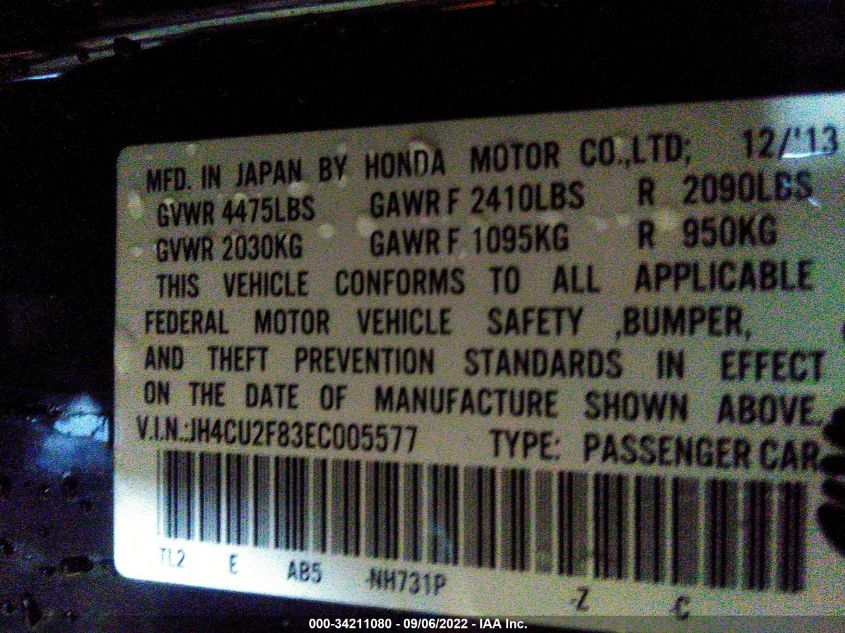 MFD. IN JAPAN BY HONDA MOTOR CO.,LTD; 12/'13
GVWR 4475LBS GAWR F 2410LBS R 2090LBS
GVWR 2030KG GAWR F 1095KG R 950KG
THIS VEHICLE CONFORMS TO ALL APPLICABLE
FEDERAL MOTOR VEHICLE SAFETY ,BUMPER,
AND THEFT PREVENTION STANDARDS IN EFFECT
ON THE DATE OF MANUFACTURE SHOWN ABOVE.
V.I.N.:JH4CU2F83EC005577 TYPE: PASSENGER CAR
TL2 E AB5 -NH731P -Z -C
000-34211080 - 09/06/2022 - IAA Inc.